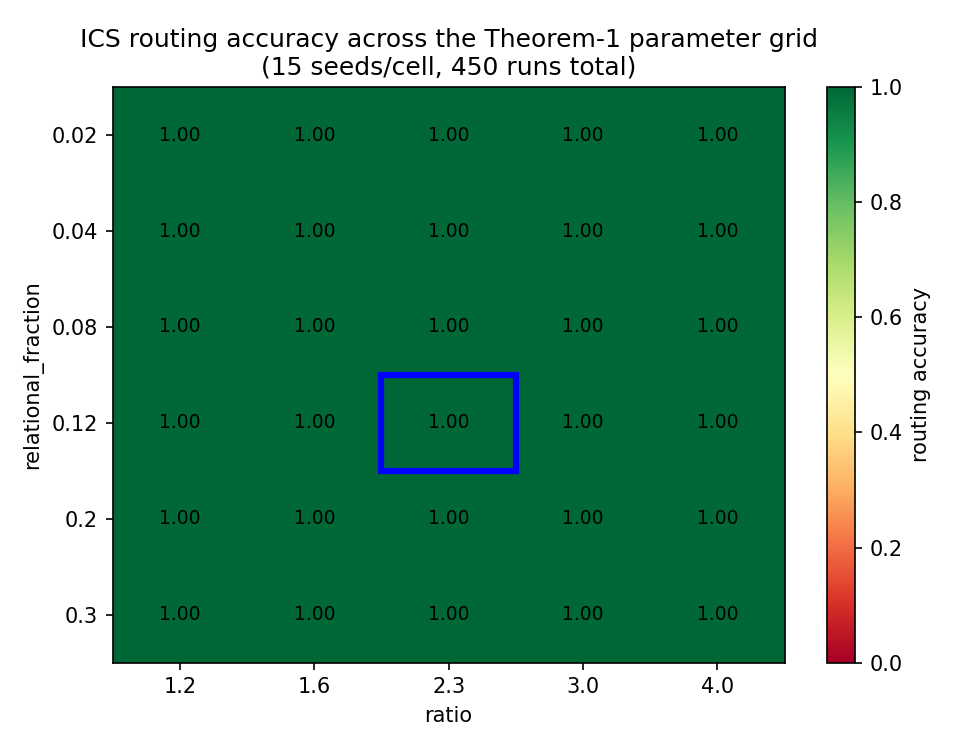 ICS routing accuracy across the Theorem-1 parameter grid
(15 seeds/cell, 450 runs total)
relational_fraction
0.02 1.00 1.00 1.00 1.00 1.00
0.04 1.00 1.00 1.00 1.00 1.00
0.08 1.00 1.00 1.00 1.00 1.00
0.12 1.00 1.00 1.00 1.00 1.00
0.2 1.00 1.00 1.00 1.00 1.00
0.3 1.00 1.00 1.00 1.00 1.00
1.2 1.6 2.3 3.0 4.0
ratio
1.0
0.8
0.6
0.4
0.2
0.0
routing accuracy